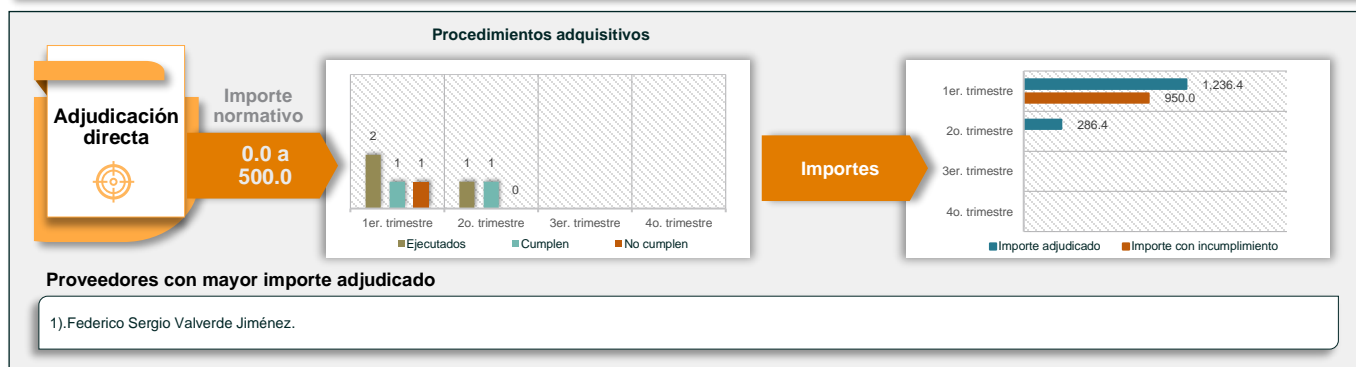 Procedimientos adquisitivos
Adjudicación
directa
Importe
normativo
0.0 a
500.0
2
1
1
1
1
0
1er. trimestre
2o. trimestre
3er. trimestre
4o. trimestre
Ejecutados
Cumplen
No cumplen
Importes
1er. trimestre
1,236.4
950.0
2o. trimestre
286.4
3er. trimestre
4o. trimestre
Importe adjudicado
Importe con incumplimiento
Proveedores con mayor importe adjudicado
1).Federico Sergio Valverde Jiménez.